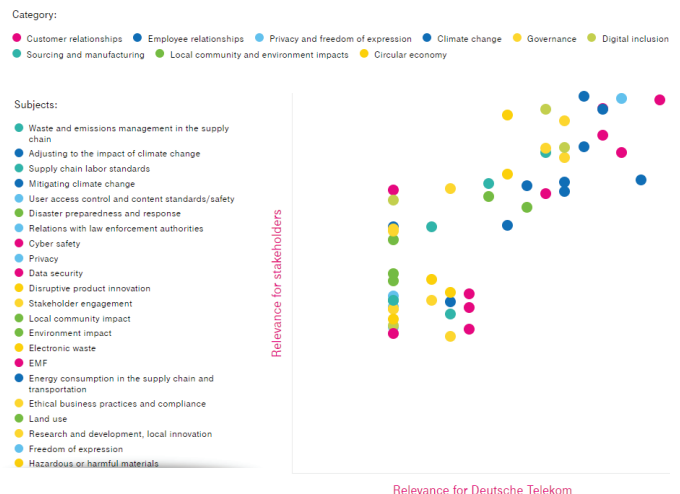 Category:
Customer relationships Employee relationships Privacy and freedom of expression Climate change Governance Digital inclusion
Sourcing and manufacturing Local community and environment impacts Circular economy
Subjects:
Waste and emissions management in the supply
chain
Adjusting to the impact of climate change
Supply chain labor standards
Mitigating climate change
User access control and content standards/safety
Disaster preparedness and response
Relations with law enforcement authorities
Cyber safety
Privacy
Data security
Disruptive product innovation
Stakeholder engagement
Local community impact
Environment impact
Electronic waste
EMF
Energy consumption in the supply chain and
transportation
Ethical business practices and compliance
Land use
Research and development, local innovation
Freedom of expression
Hazardous or harmful materials
Relevance for stakeholders
Relevance for Deutsche Telekom